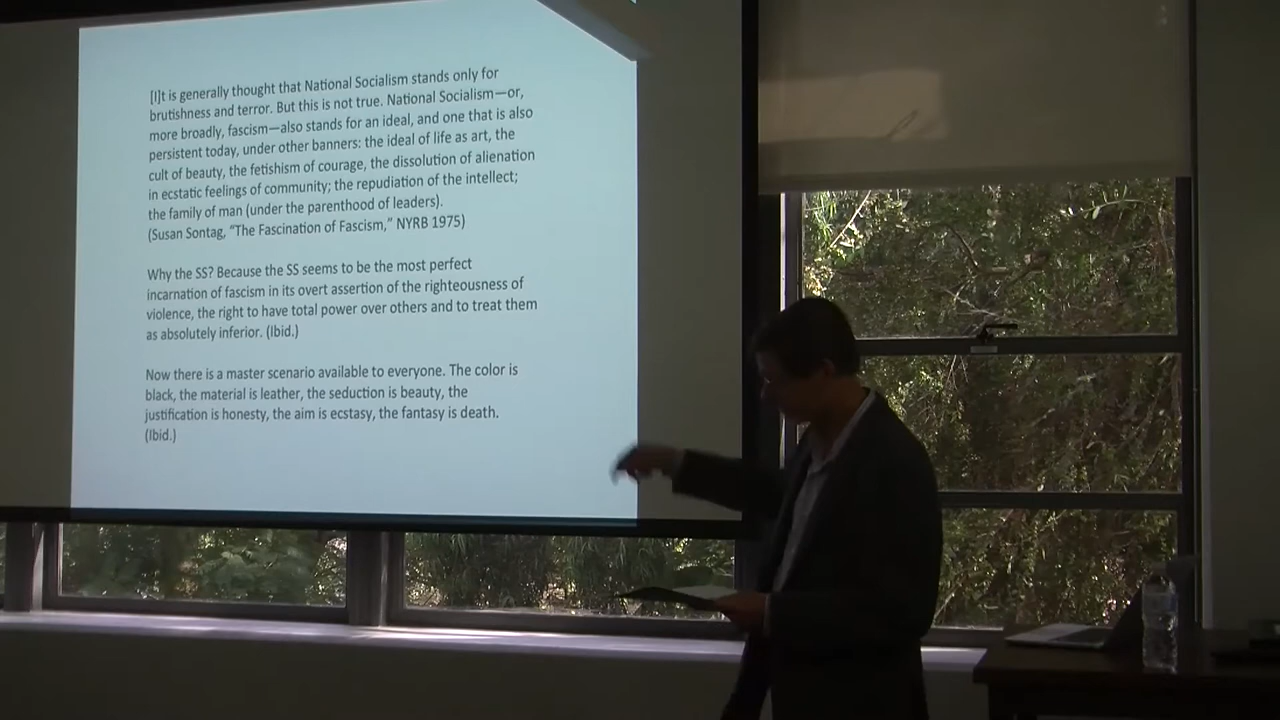 [I]t is generally thought that National Socialism stands only for
brutishness and terror. But this is not true. National Socialism—or,
more broadly, fascism—also stands for an ideal, and one that is also
persistent today, under other banners: the ideal of life as art, the
cult of beauty, the fetishism of courage, the dissolution of alienation
in ecstatic feelings of community; the repudiation of the intellect;
the family of man (under the parenthood of leaders).
(Susan Sontag, "The Fascination of Fascism," NYRB 1975)
Why the SS? Because the SS seems to be the most perfect
incarnation of fascism in its overt assertion of the righteousness of
violence, the right to have total power over others and to treat them
as absolutely inferior. (Ibid.)
Now there is a master scenario available to everyone. The color is
black, the material is leather, the seduction is beauty, the
justification is honesty, the aim is ecstasy, the fantasy is death.
(Ibid.)